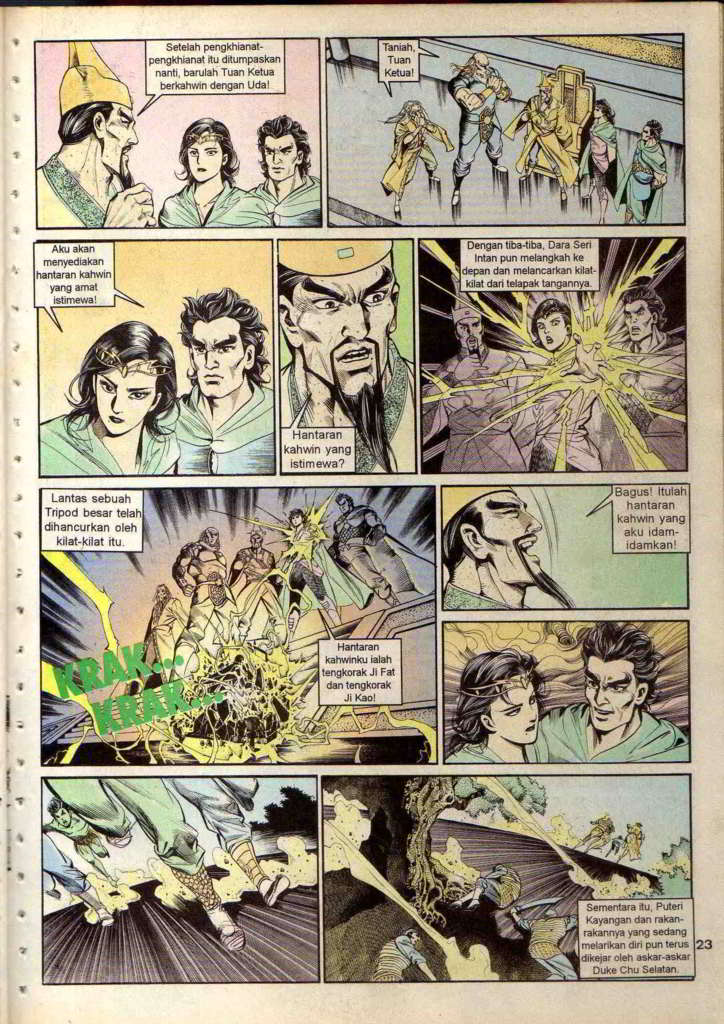 Setelah pengkhianat-
pengkhianat itu ditumpaskan
nanti, barulah Tuan Ketua
berkahwin dengan Uda!
Taniah,
Tuan
Ketua!
Aku akan
menyediakan
hantaran kahwin
yang amat
istimewa!
Hantaran
kahwin yang
istimewa?
Dengan tiba-tiba, Dara Seri
Intan pun melangkah ke
depan dan melancarkan kilat-
kilat dari telapak tangannya.
Lantas sebuah
Tripod besar telah
dihancurkan oleh
kilat-kilat itu.
KRAK...
KRAK...
Hantaran
kahwinku ialah
tengkorak Ji Fat
dan tengkorak
Ji Kao!
Bagus! Itulah
hantaran
kahwin yang
aku idam-
idamkan!
Sementara itu, Puteri
Kayangan dan rakan-
rakannya yang sedang
melarikan diri pun terus
dikejar oleh askar-askar
Duke Chu Selatan.
23